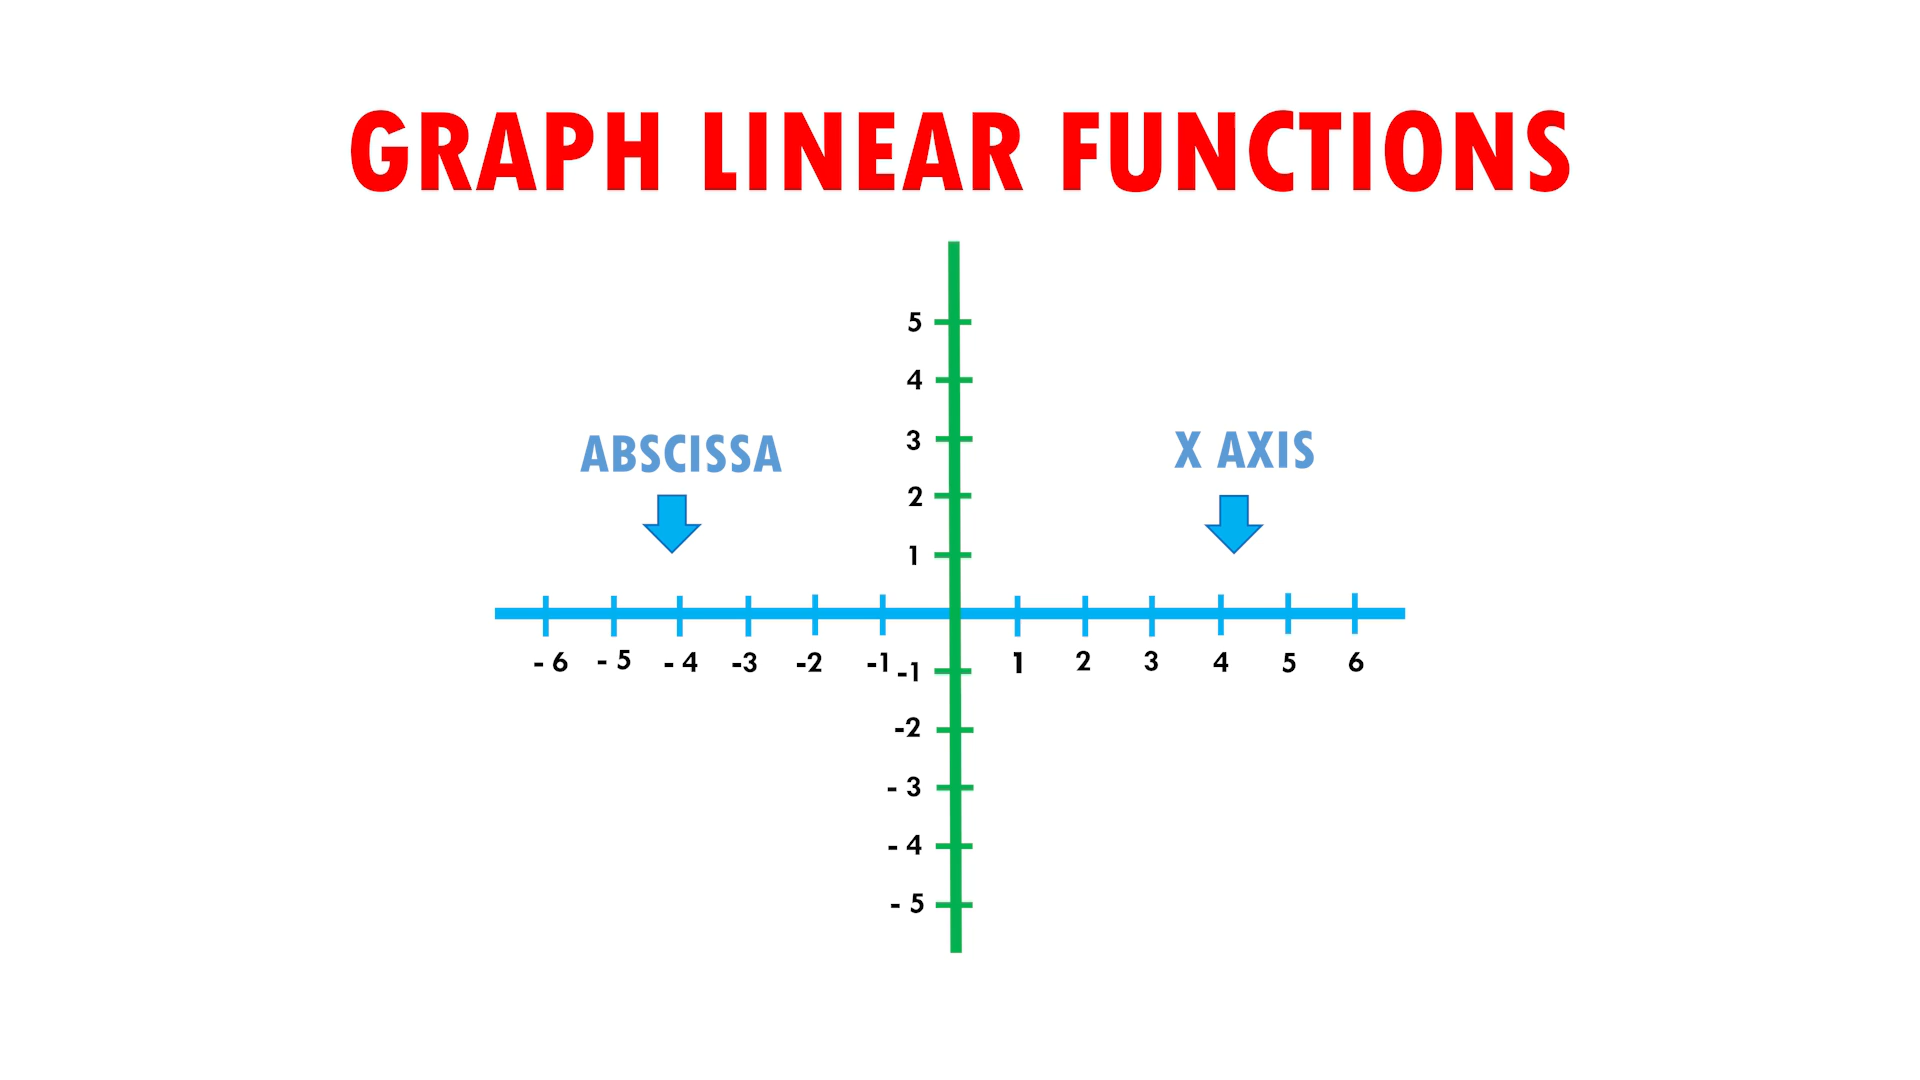 GRAPH LINEAR FUNCTIONS
5
4
ABSCISSA
X AXIS
3
2
1
- 6 - 5 - 4 -3 -2 -1 1 2 3 4 5 6
-1
-2
- 3
- 4
- 5